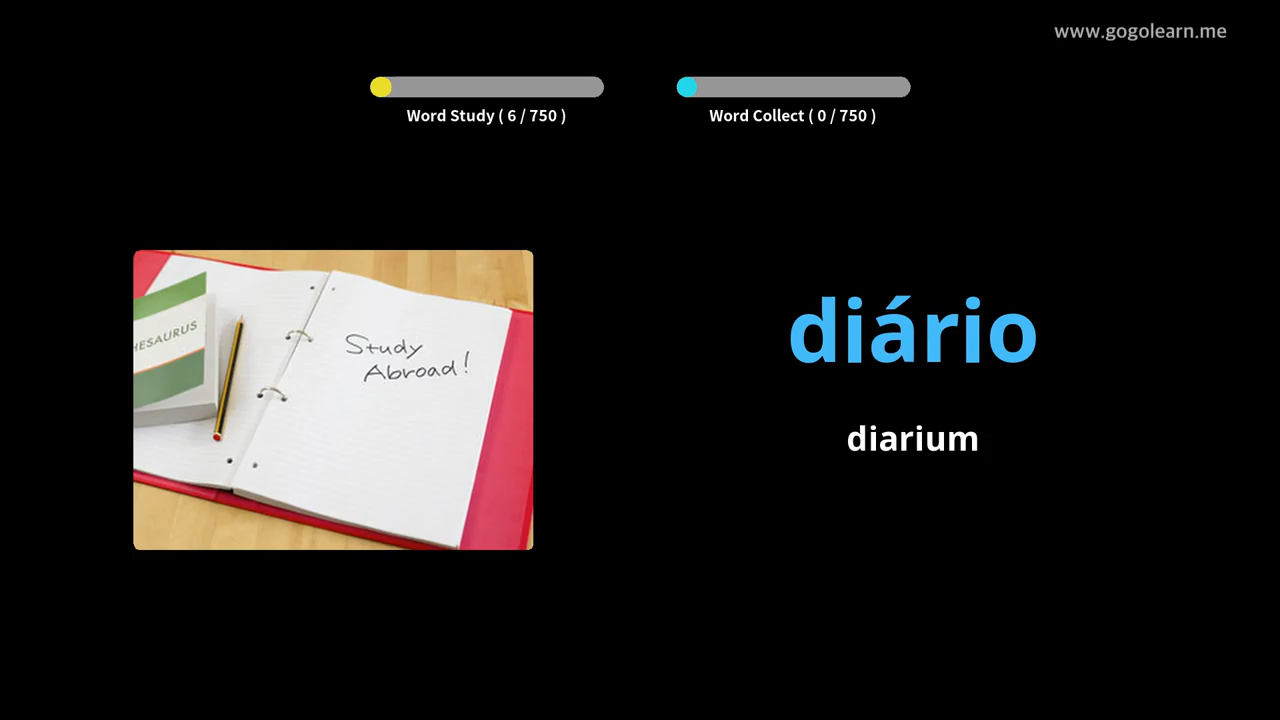 www.gogolearn.me
Word Study ( 6 / 750 )
Word Collect ( 0 / 750 )
HESAURUS
Study
Abroad!
diário
diarium